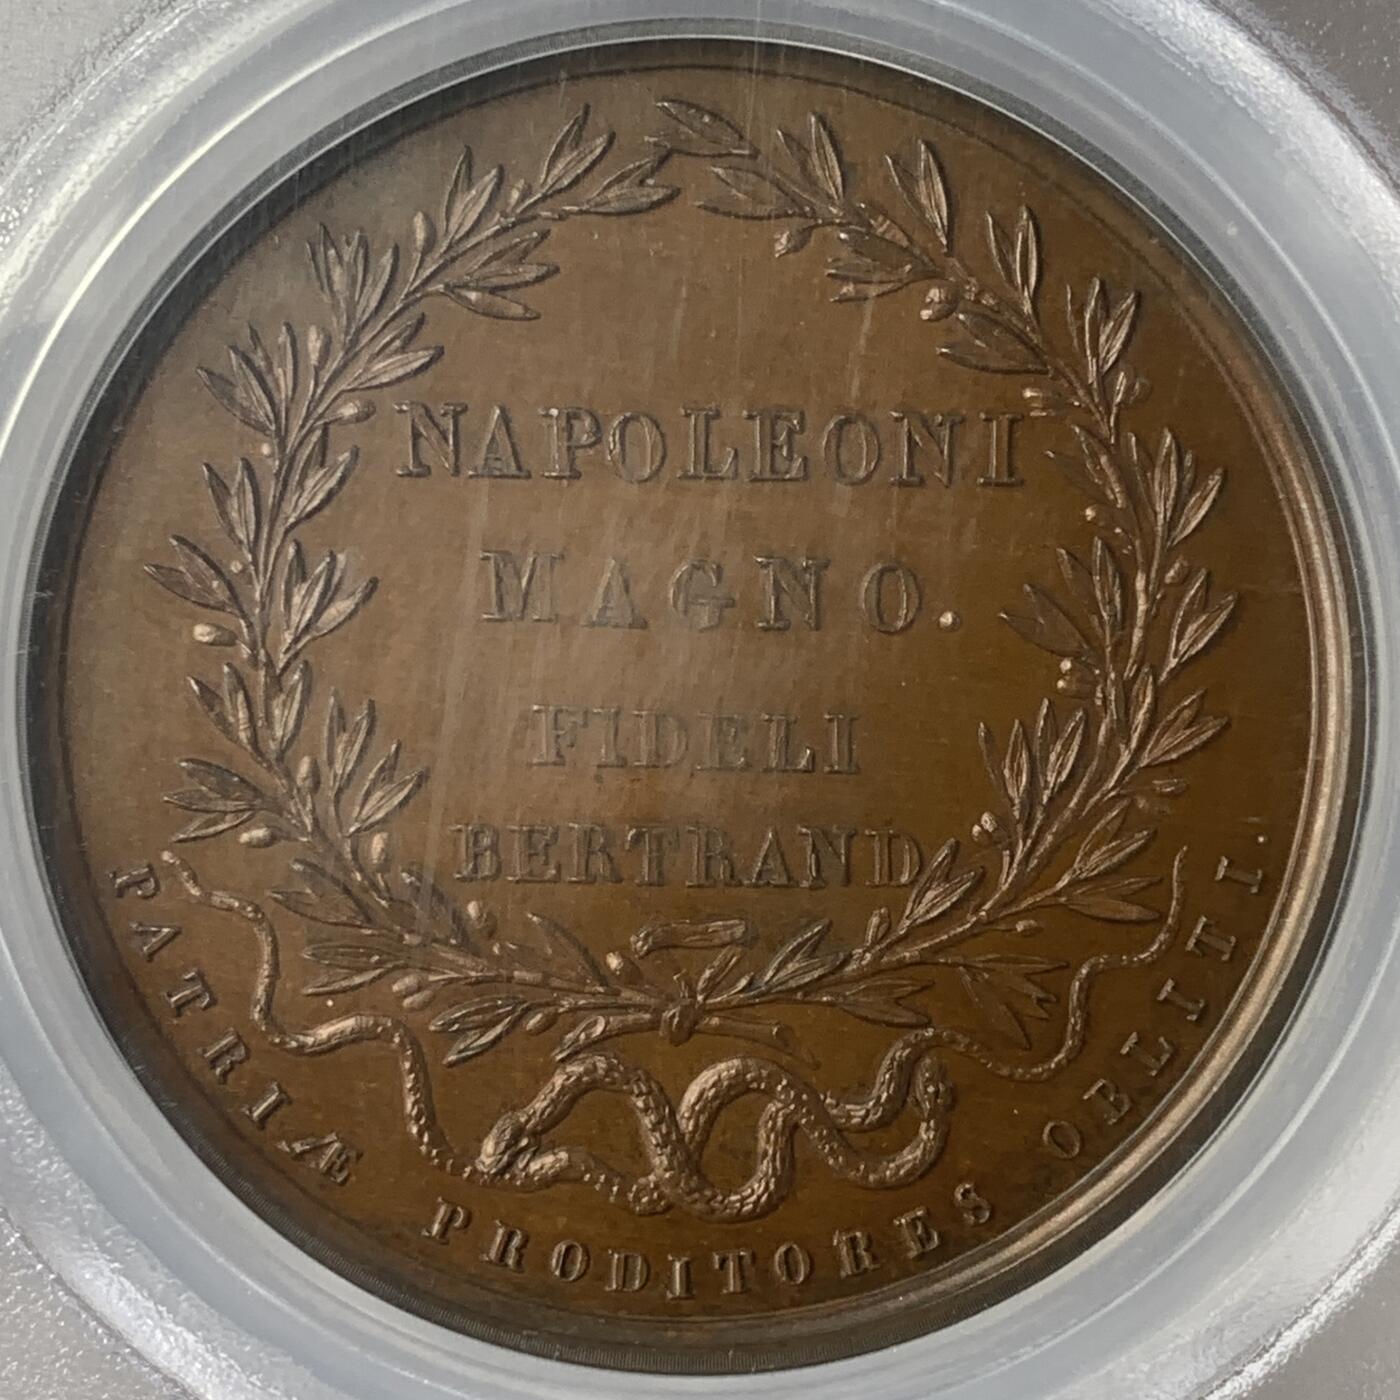 NAPOLEONI
MAGNO.
FIDELI
BERTRAND
PATRIÆ PRODITORES OBLITI.